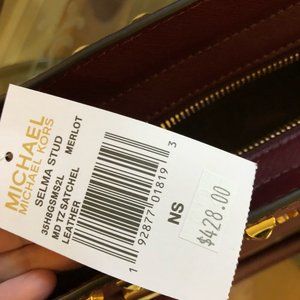 MICHAEL
MICHAEL KORS
SELMA STUD MERLOT
35H8GSMS2L
MD TZ SATCHEL
LEATHER
1 92877 01819 3
NS
$428.00